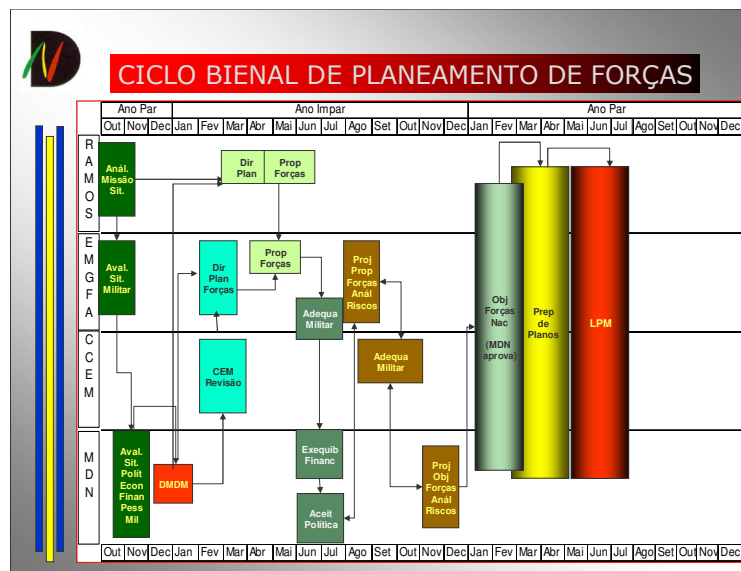 CICLO BIENAL DE PLANEAMENTO DE FORÇAS
Ano Par Ano Impar Ano Par
Out Nov Dec Jan Fev Mar Abr Mai Jun Jul Ago Set Out Nov Dec Jan Fev Mar Abr Mai Jun Jul Ago Set Out Nov Dec
R
A
M
O
S
Anál.
Missão
Sit.
Dir
Plan
Prop
Forças
E
M
G
F
A
Aval.
Sit.
Militar
Dir
Plan
Forças
Prop
Forças
Adequa
Militar
Proj
Prop
Forças
Anál
Riscos
Obj
Forças
Nac
(MDN
aprova)
Prep
de
Planos
LPM
C
C
E
M
CEM
Revisão
Adequa
Militar
M
D
N
Aval.
Sit.
Polit
Econ
Finan
Pess
Mil
DMDM
Exequib
Financ
Aceit
Política
Proj
Obj
Forças
Anál
Riscos
Out Nov Dec Jan Fev Mar Abr Mai Jun Jul Ago Set Out Nov Dec Jan Fev Mar Abr Mai Jun Jul Ago Set Out Nov Dec